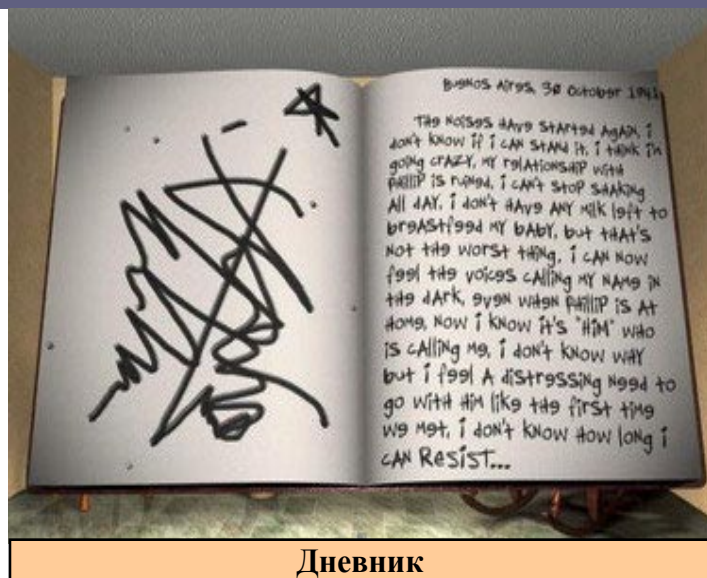 Buenos Aires, 30 October 1941
The noises have started again, i
don't know if i can stand it, i think i'm
going crazy, my relationship with
Phillip is ruined, i can't stop shaking
all day, i don't have any milk left to
breastfeed my baby, but that's
not the worst thing, i can now
feel the voices calling my name in
the dark, even when Phillip is at
home, now i know it's "Him" who
is calling me, i don't know why
but i feel a distressing need to
go with him like the first time
we met, i don't know how long i
can Resist...
Дневник